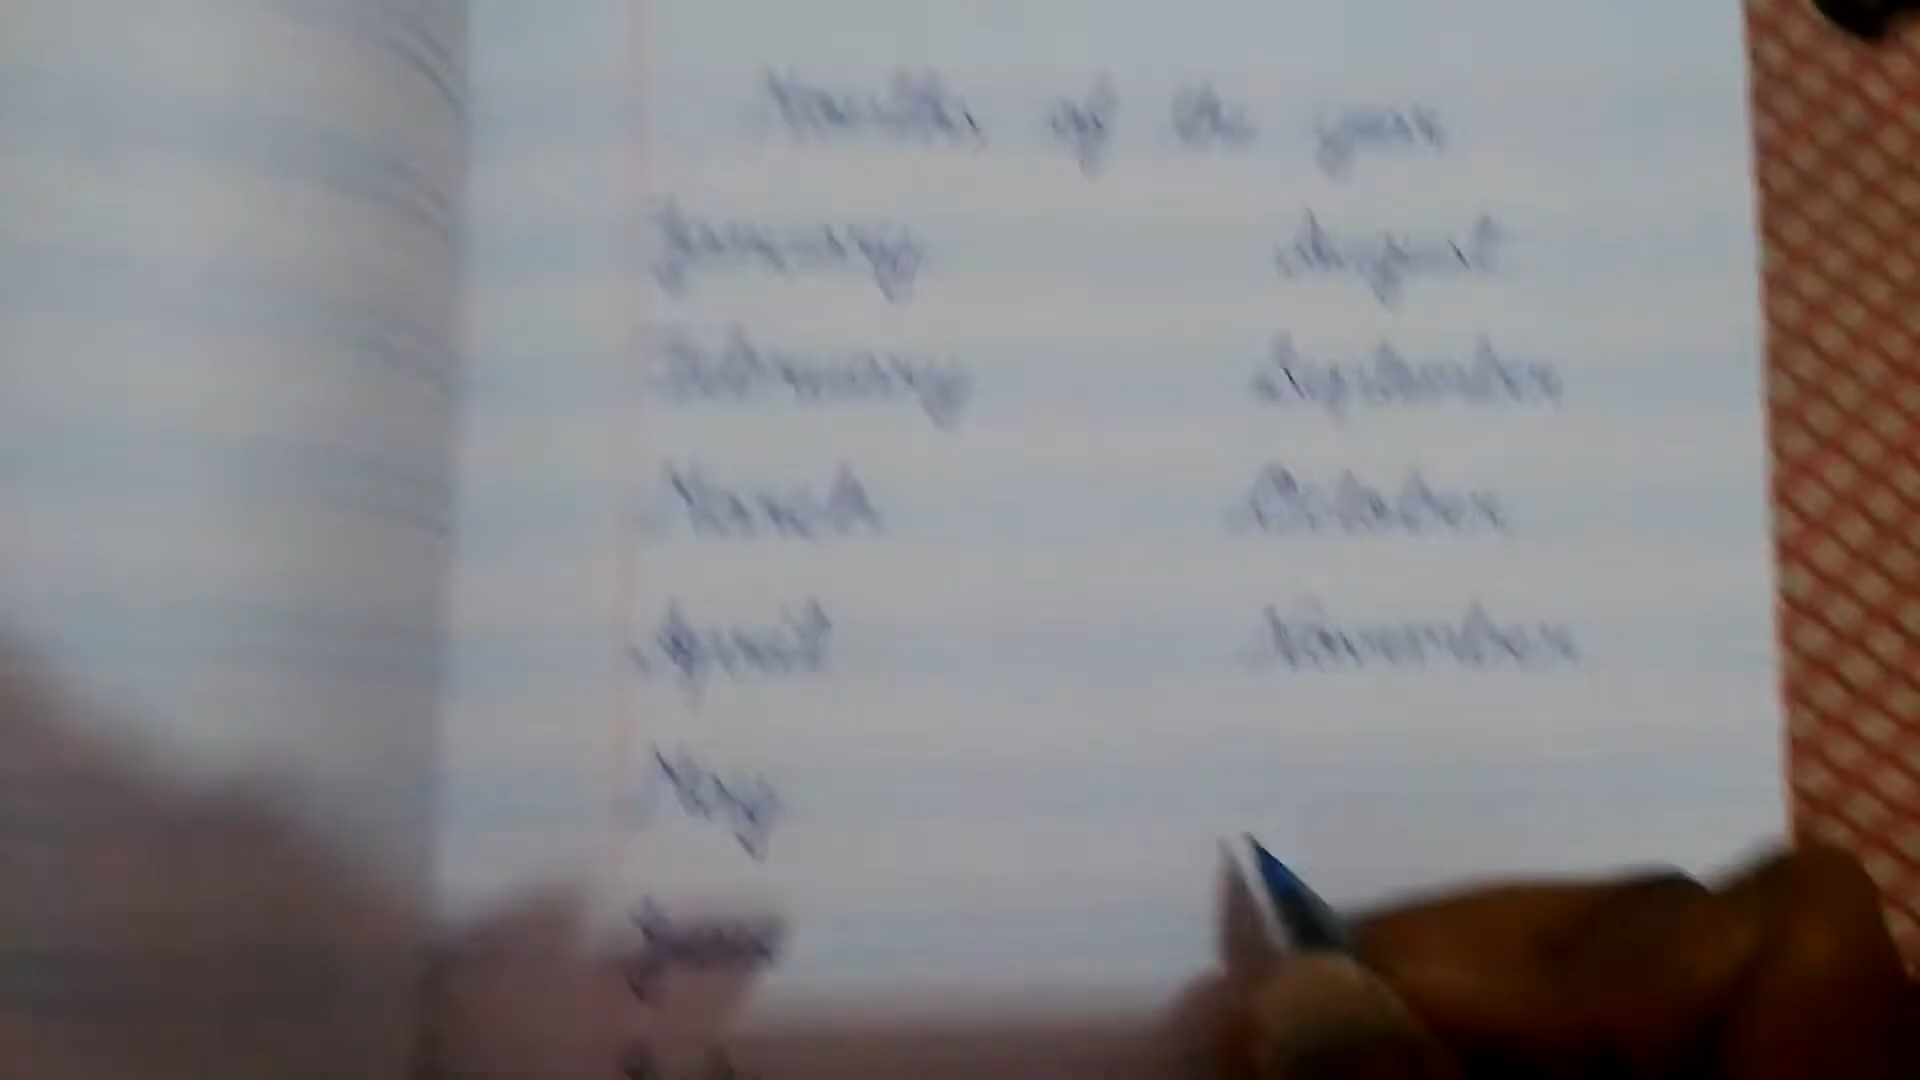 Months of the year
January
February
March
April
May
June
August
September
October
November